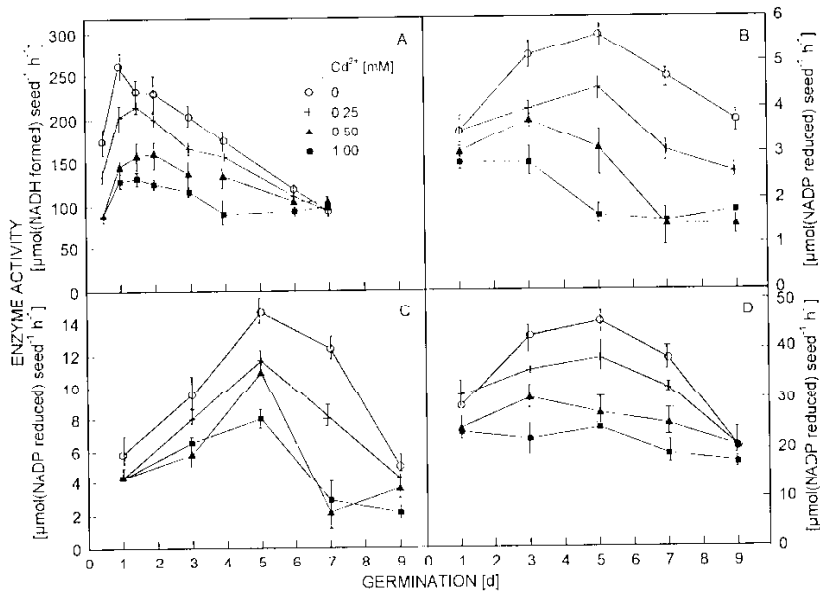 ENZYME ACTIVITY
[µmol(NADH formed) seed⁻¹ h⁻¹]
300
250
200
150
100
50
0
A
Cd²⁺ [mM]
0
0 25
0 50
1 00
B
6
5
4
3
2
1
0
[µmol(NADP reduced) seed⁻¹ h⁻¹]
[µmol(NADP reduced) seed⁻¹ h⁻¹]
14
12
10
8
6
4
2
0
C
D
50
40
30
20
10
0
[µmol(NADP reduced) seed⁻¹ h⁻¹]
0 1 2 3 4 5 6 7 8 9
0 1 2 3 4 5 6 7 8 9
GERMINATION [d]